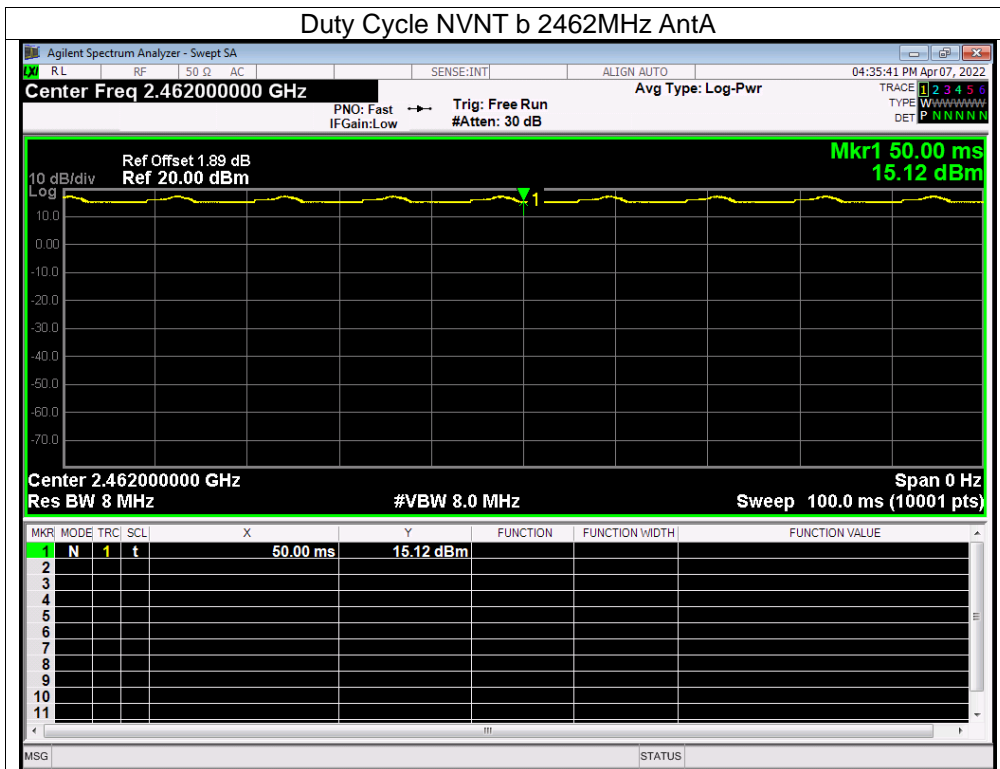 Duty Cycle NVNT b 2462MHz AntA
Agilent Spectrum Analyzer - Swept SA
LXI RL RF 50 Ω AC SENSE:INT ALIGN AUTO 04:35:41 PM Apr 07, 2022
Center Freq 2.462000000 GHz Avg Type: Log-Pwr TRACE 1 2 3 4 5 6
PNO: Fast Trig: Free Run TYPE WWWWWWW
IFGain:Low #Atten: 30 dB DET P N N N N N
Mkr1 50.00 ms
15.12 dBm
Ref Offset 1.89 dB
10 dB/div Ref 20.00 dBm
Log
1
10.0
0.00
-10.0
-20.0
-30.0
-40.0
-50.0
-60.0
-70.0
Center 2.462000000 GHz Span 0 Hz
Res BW 8 MHz #VBW 8.0 MHz Sweep 100.0 ms (10001 pts)
MKR MODE TRC SCL X Y FUNCTION FUNCTION WIDTH FUNCTION VALUE
1 N 1 t 50.00 ms 15.12 dBm
2
3
4
5
6
7
8
9
10
11
MSG STATUS